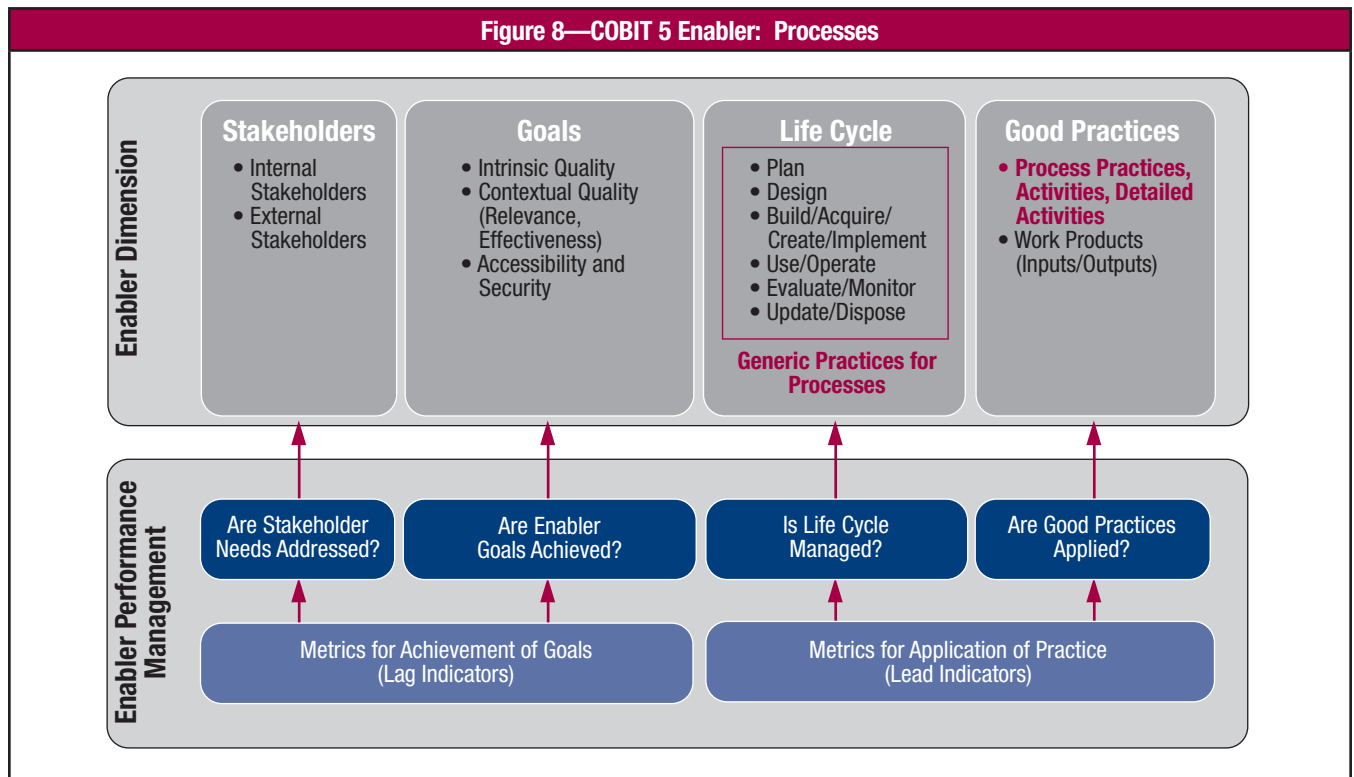 Figure 8—COBIT 5 Enabler: Processes
Enabler Dimension
Stakeholders
• Internal
Stakeholders
• External
Stakeholders
Goals
• Intrinsic Quality
• Contextual Quality
(Relevance,
Effectiveness)
• Accessibility and
Security
Life Cycle
• Plan
• Design
• Build/Acquire/
Create/Implement
• Use/Operate
• Evaluate/Monitor
• Update/Dispose
Generic Practices for
Processes
Good Practices
• Process Practices,
Activities, Detailed
Activities
• Work Products
(Inputs/Outputs)
Enabler Performance
Management
Are Stakeholder
Needs Addressed?
Are Enabler
Goals Achieved?
Is Life Cycle
Managed?
Are Good Practices
Applied?
Metrics for Achievement of Goals
(Lag Indicators)
Metrics for Application of Practice
(Lead Indicators)